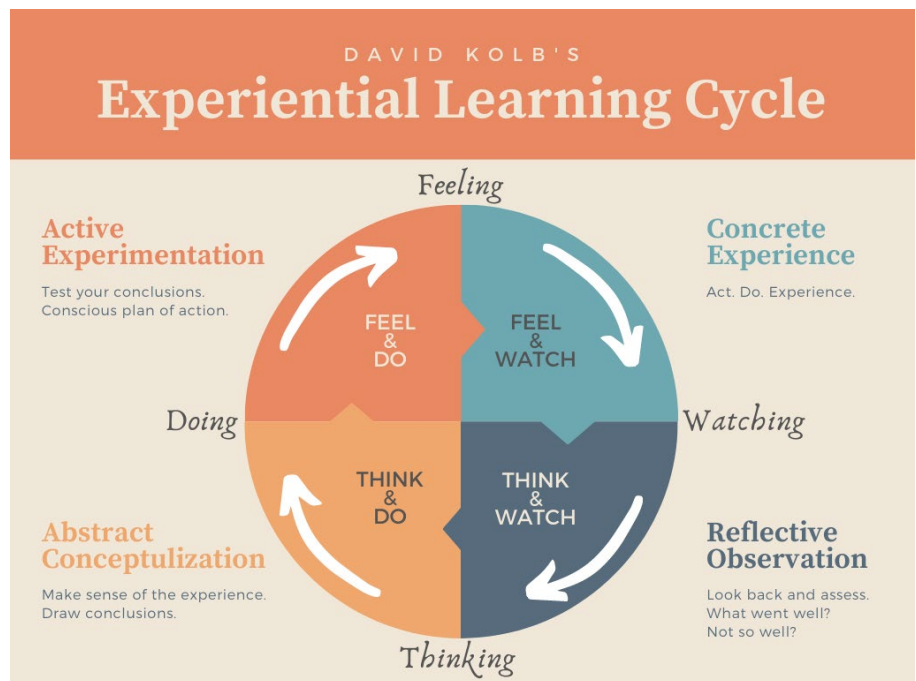 DAVID KOLB'S
Experiential Learning Cycle
Feeling
Active
Experimentation
Test your conclusions.
Conscious plan of action.
Concrete
Experience
Act. Do. Experience.
FEEL
&
DO
FEEL
&
WATCH
Doing
Watching
THINK
&
DO
THINK
&
WATCH
Abstract
Conceptulization
Make sense of the experience.
Draw conclusions.
Reflective
Observation
Look back and assess.
What went well?
Not so well?
Thinking